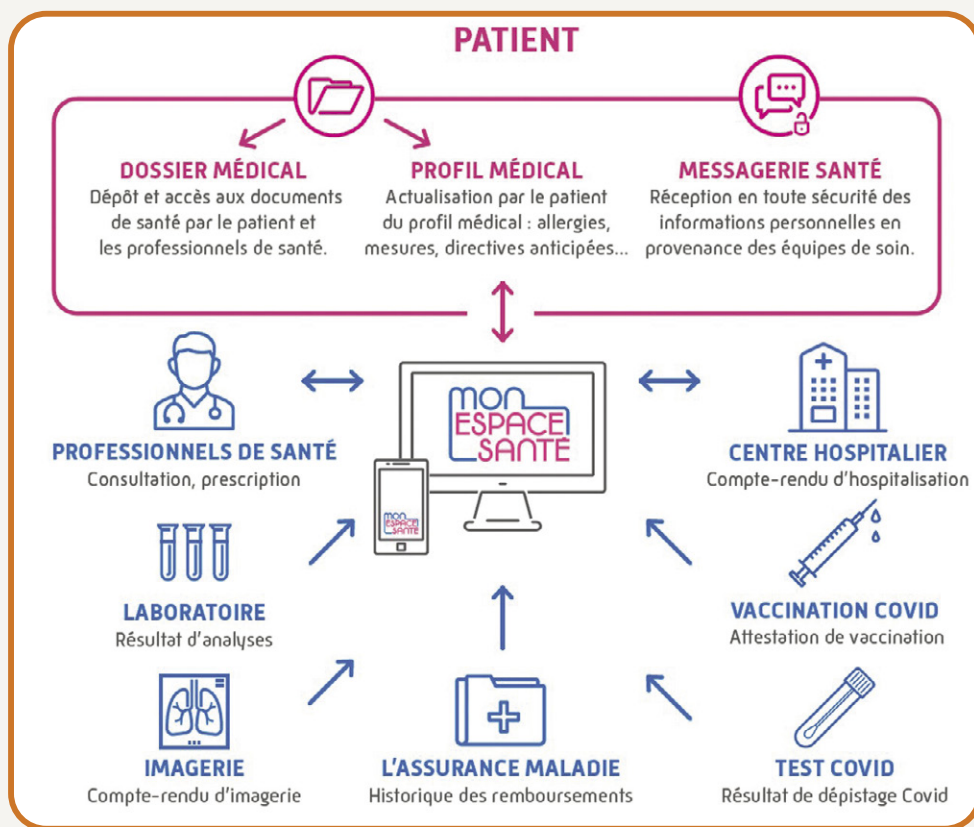 PATIENT
DOSSIER MÉDICAL
Dépôt et accès aux documents
de santé par le patient et
les professionnels de santé.
PROFIL MÉDICAL
Actualisation par le patient
du profil médical : allergies,
mesures, directives anticipées...
MESSAGERIE SANTÉ
Réception en toute sécurité des
informations personnelles en
provenance des équipes de soin.
PROFESSIONNELS DE SANTÉ
Consultation, prescription
mon
ESPACE
SANTÉ
mon
ESPACE
SANTÉ
CENTRE HOSPITALIER
Compte-rendu d'hospitalisation
LABORATOIRE
Résultat d'analyses
VACCINATION COVID
Attestation de vaccination
IMAGERIE
Compte-rendu d'imagerie
L'ASSURANCE MALADIE
Historique des remboursements
TEST COVID
Résultat de dépistage Covid